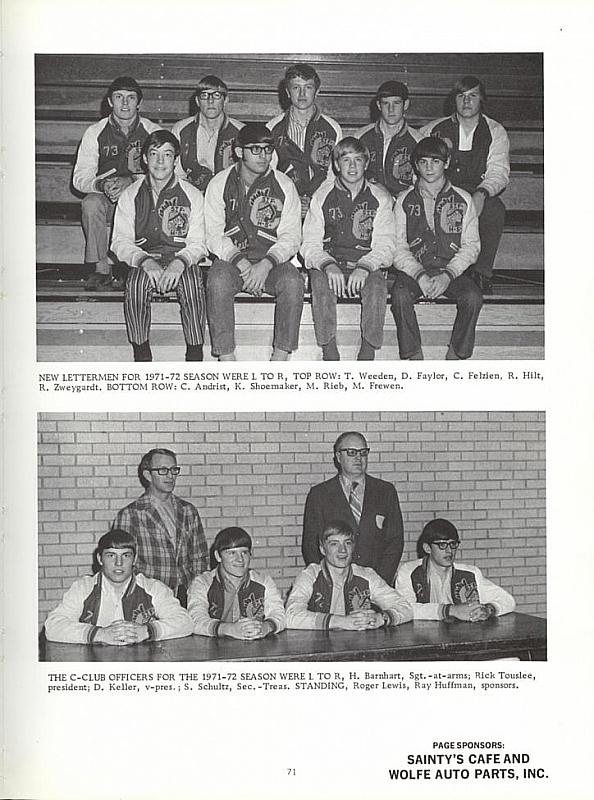 NEW LETTERMEN FOR 1971-72 SEASON WERE L TO R, TOP ROW: T. Weeden, D. Faylor, C. Felzien, R. Hilt,
R. Zweygardt. BOTTOM ROW: C. Andrist, K. Shoemaker, M. Rieb, M. Frewen.
THE C-CLUB OFFICERS FOR THE 1971-72 SEASON WERE L TO R, H. Barnhart, Sgt.-at-arms; Rick Touslee,
president; D. Keller, v-pres.; S. Schultz, Sec.-Treas. STANDING, Roger Lewis, Ray Huffman, sponsors.
PAGE SPONSORS:
SAINTY'S CAFE AND
WOLFE AUTO PARTS, INC.
71